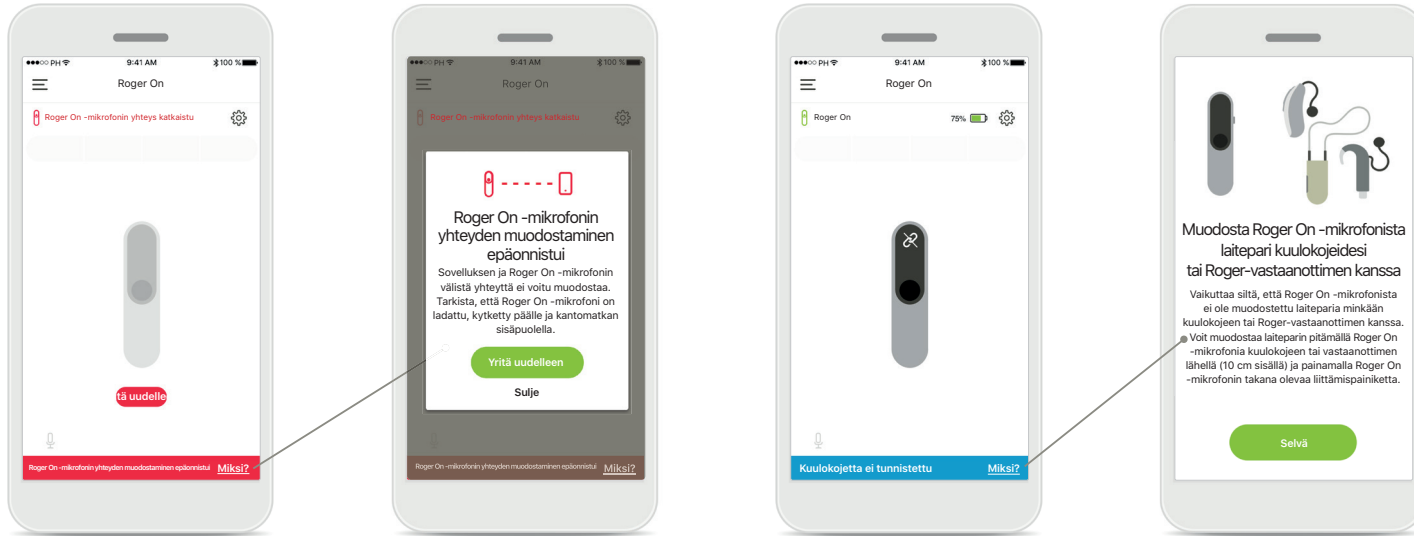 PH 9:41 AM 100 %
Roger On
Roger On -mikrofonin yhteys katkaistu
tä uudelle
Roger On -mikrofonin yhteyden muodostaminen epäonnistui Miksi?
PH 9:41 AM 100 %
Roger On
Roger On -mikrofonin yhteys katkaistu
Roger On -mikrofonin
yhteyden muodostaminen
epäonnistui
Sovelluksen ja Roger On -mikrofonin
välistä yhteyttä ei voitu muodostaa.
Tarkista, että Roger On -mikrofoni on
ladattu, kytketty päälle ja kantomatkan
sisäpuolella.
Yritä uudelleen
Sulje
Roger On -mikrofonin yhteyden muodostaminen epäonnistui Miksi?
PH 9:41 AM 100 %
Roger On
Roger On 75%
Kuulokojetta ei tunnistettu Miksi?
Muodosta Roger On -mikrofonista
laitepari kuulokojeidesi
tai Roger-vastaanottimen kanssa
Vaikuttaa siltä, että Roger On -mikrofonista
ei ole muodostettu laiteparia minkään
kuulokojeen tai Roger-vastaanottimen kanssa.
Voit muodostaa laiteparin pitämällä Roger On
-mikrofonia kuulokojeen tai vastaanottimen
lähellä (10 cm sisällä) ja painamalla Roger On
-mikrofonin takana olevaa liittämispainiketta.
Selvä